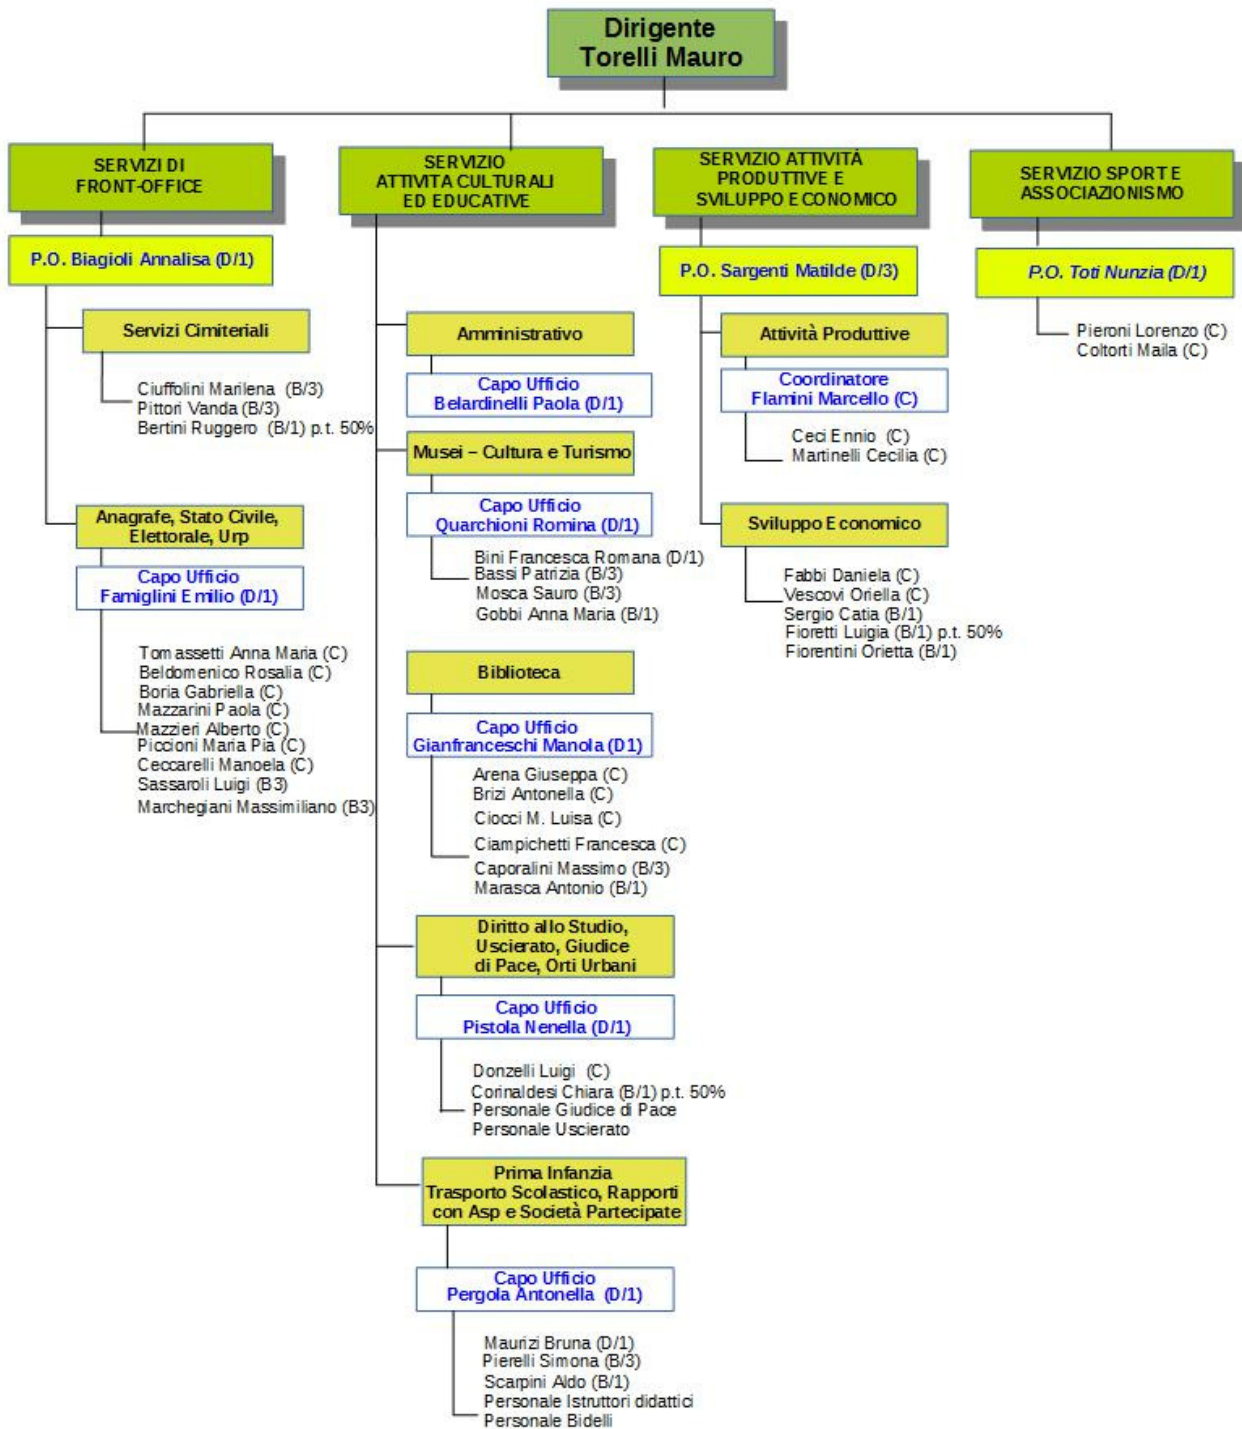 Dirigente
Torelli Mauro
SERVIZI DI
FRONT-OFFICE
P.O. Biagioli Annalisa (D/1)
Servizi Cimiteriali
Ciuffolini Marilena (B/3)
Pittori Vanda (B/3)
Bertini Ruggero (B/1) p.t. 50%
Anagrafe, Stato Civile,
Elettorale, Urp
Capo Ufficio
Famiglini Emilio (D/1)
Tomassetti Anna Maria (C)
Beldomenico Rosalia (C)
Boria Gabriella (C)
Mazzarini Paola (C)
Mazzieri Alberto (C)
Piccioni Maria Pia (C)
Ceccarelli Manoela (C)
Sassaroli Luigi (B3)
Marchegiani Massimiliano (B3)
SERVIZIO
ATTIVITA CULTURALI
ED EDUCATIVE
Amministrativo
Capo Ufficio
Belardinelli Paola (D/1)
Musei – Cultura e Turismo
Capo Ufficio
Quarchioni Romina (D/1)
Bini Francesca Romana (D/1)
Bassi Patrizia (B/3)
Mosca Sauro (B/3)
Gobbi Anna Maria (B/1)
Biblioteca
Capo Ufficio
Gianfranceschi Manola (D1)
Arena Giuseppa (C)
Brizi Antonella (C)
Ciocci M. Luisa (C)
Ciampichetti Francesca (C)
Caporalini Massimo (B/3)
Marasca Antonio (B/1)
Diritto allo Studio,
Uscierato, Giudice
di Pace, Orti Urbani
Capo Ufficio
Pistola Nenella (D/1)
Donzelli Luigi (C)
Corinaldesi Chiara (B/1) p.t. 50%
Personale Giudice di Pace
Personale Uscierato
Prima Infanzia
Trasporto Scolastico, Rapporti
con Asp e Società Partecipate
Capo Ufficio
Pergola Antonella (D/1)
Maurizi Bruna (D/1)
Pierelli Simona (B/3)
Scarpini Aldo (B/1)
Personale Istruttori didattici
Personale Bidelli
SERVIZIO ATTIVITÀ
PRODUTTIVE E
SVILUPPO ECONOMICO
P.O. Sargenti Matilde (D/3)
Attività Produttive
Coordinatore
Flamini Marcello (C)
Ceci Ennio (C)
Martinelli Cecilia (C)
Sviluppo Economico
Fabbi Daniela (C)
Vescovi Oriella (C)
Sergio Catia (B/1)
Fioretti Luigia (B/1) p.t. 50%
Fiorentini Orietta (B/1)
SERVIZIO SPORT E
ASSOCIAZIONISMO
P.O. Toti Nunzia (D/1)
Pieroni Lorenzo (C)
Coltorti Maila (C)